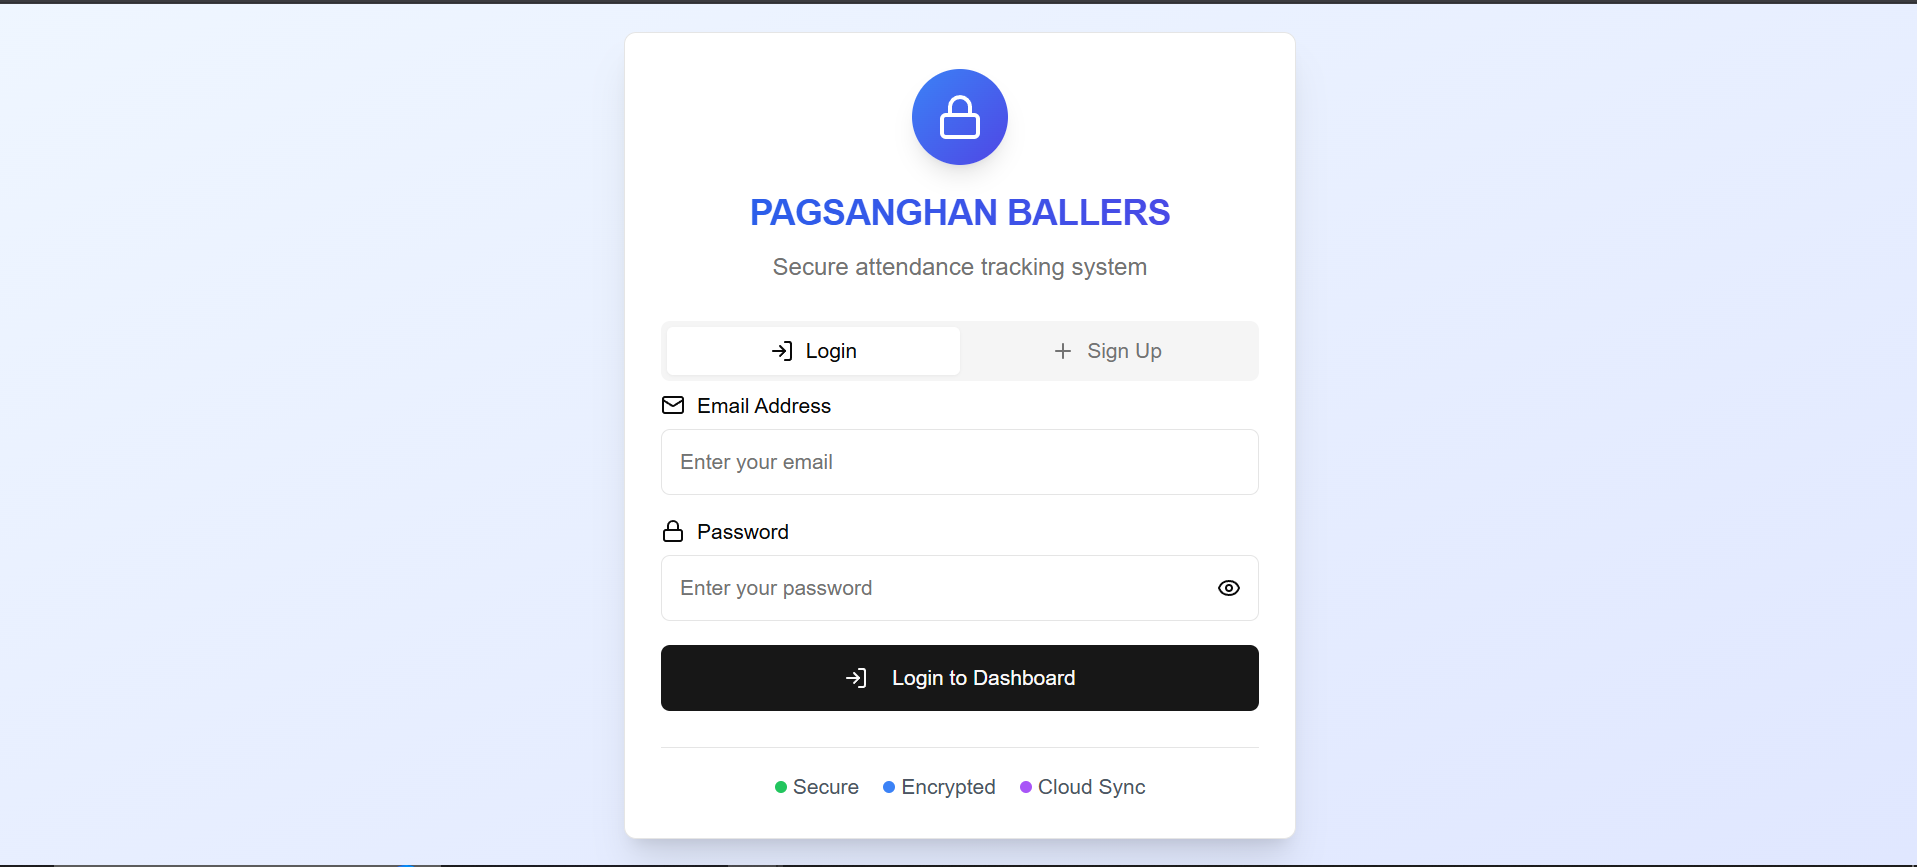 PAGSANGHAN BALLERS
Secure attendance tracking system
Login
Sign Up
Email Address
Enter your email
Password
Enter your password
Login to Dashboard
Secure Encrypted Cloud Sync